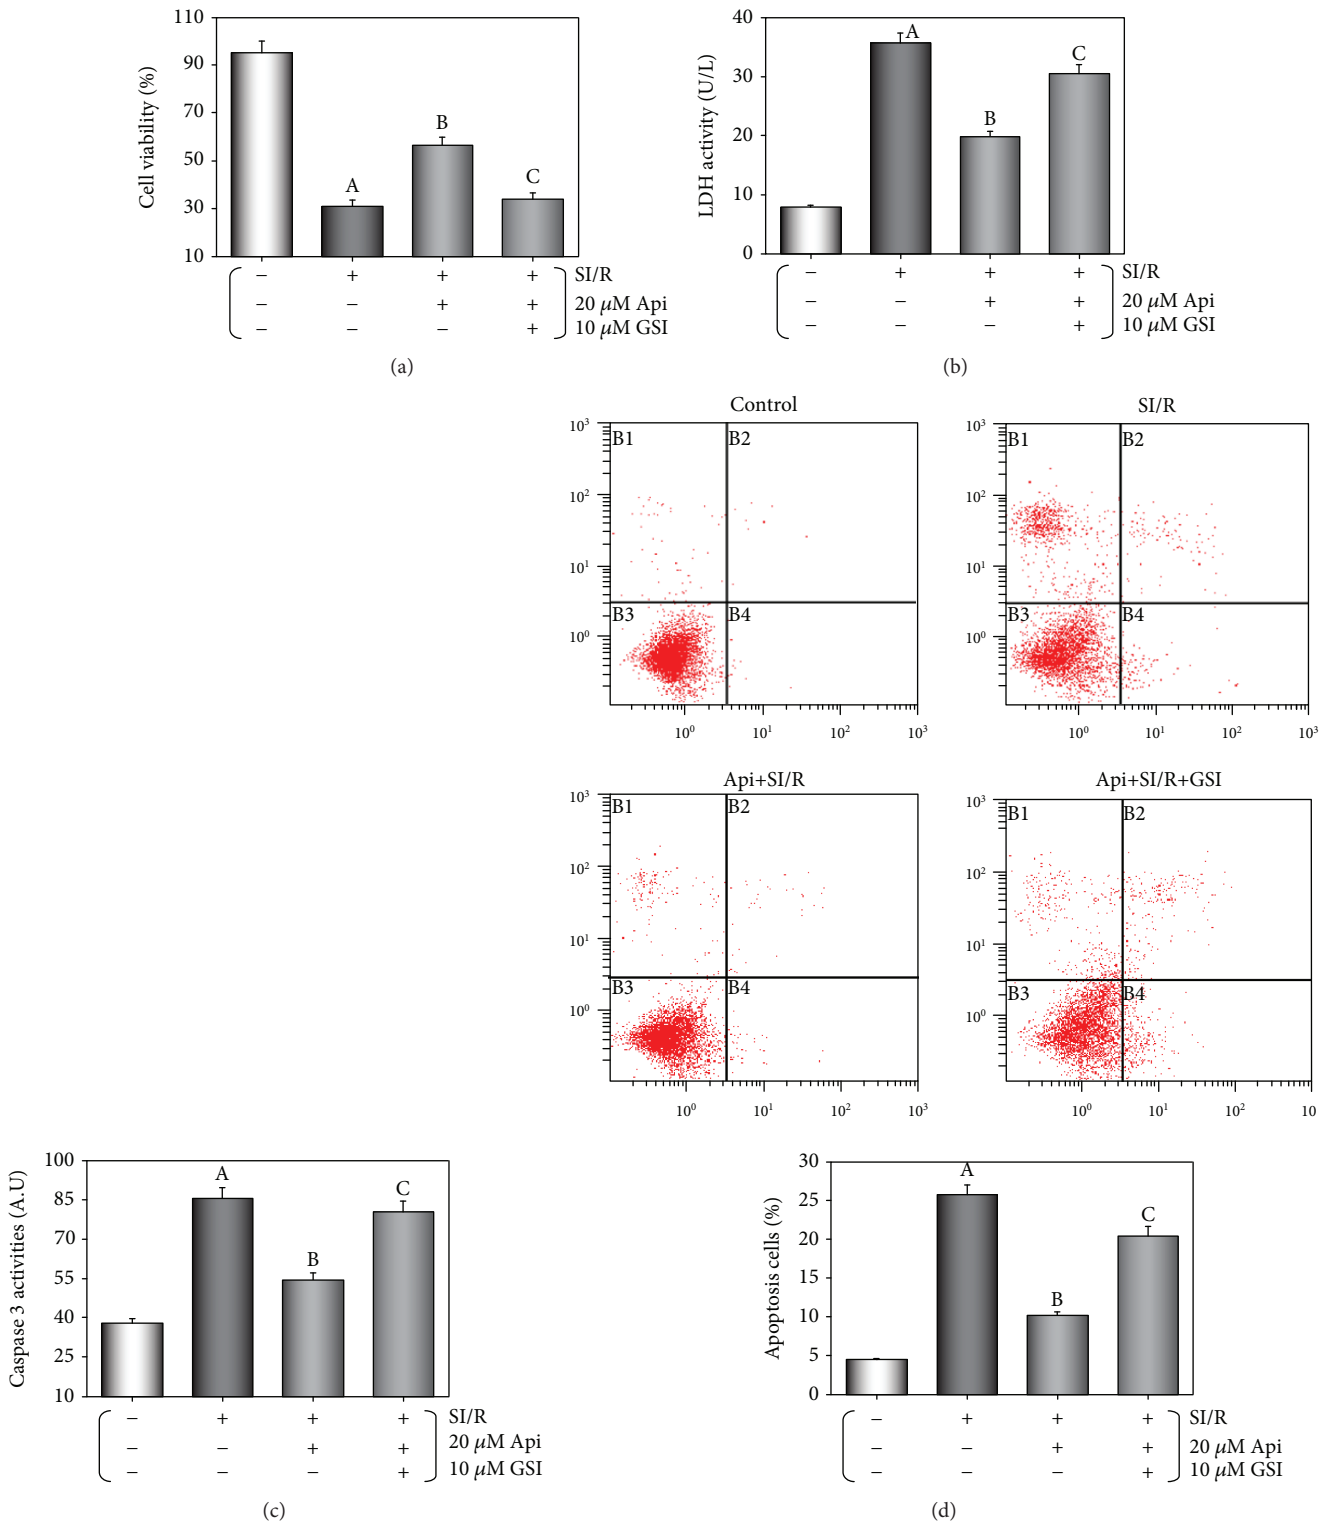 110
90
70
50
30
10
Cell viability (%)
A
B
C
− + + + SI/R
− − + + 20 μM Api
− − − + 10 μM GSI
(a)
40
30
20
10
0
LDH activity (U/L)
A
B
C
− + + + SI/R
− − + + 20 μM Api
− − − + 10 μM GSI
(b)
Control
10³
10²
10¹
10⁰
B1 B2
B3 B4
10⁰ 10¹ 10² 10³
SI/R
10³
10²
10¹
10⁰
B1 B2
B3 B4
10⁰ 10¹ 10² 10³
Api+SI/R
10³
10²
10¹
10⁰
B1 B2
B3 B4
10⁰ 10¹ 10² 10³
Api+SI/R+GSI
10³
10²
10¹
10⁰
B1 B2
B3 B4
10⁰ 10¹ 10² 10
100
85
70
55
40
25
10
Caspase 3 activities (A.U)
A
B
C
− + + + SI/R
− − + + 20 μM Api
− − − + 10 μM GSI
(c)
30
25
20
15
10
5
0
Apoptosis cells (%)
A
B
C
− + + + SI/R
− − + + 20 μM Api
− − − + 10 μM GSI
(d)